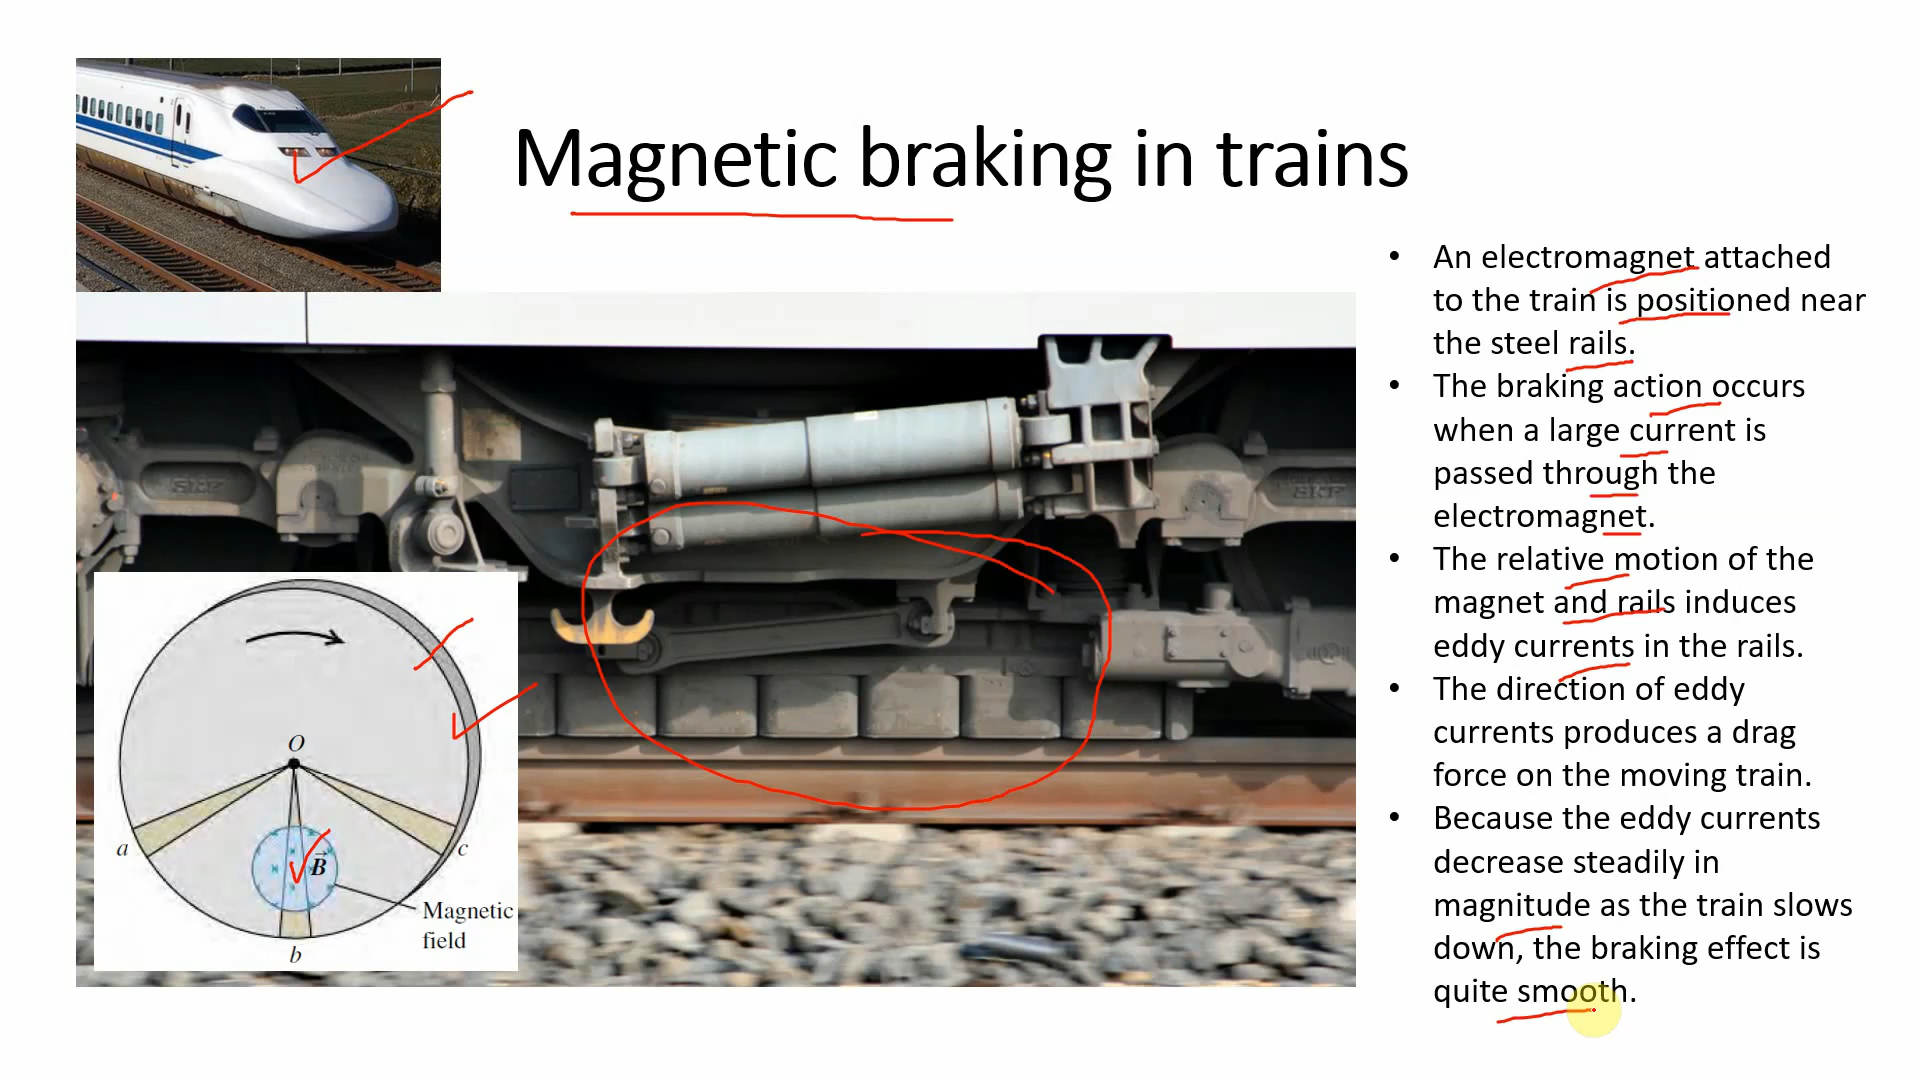 Magnetic braking in trains
• An electromagnet attached
to the train is positioned near
the steel rails.
• The braking action occurs
when a large current is
passed through the
electromagnet.
• The relative motion of the
magnet and rails induces
eddy currents in the rails.
• The direction of eddy
currents produces a drag
force on the moving train.
• Because the eddy currents
decrease steadily in
magnitude as the train slows
down, the braking effect is
quite smooth.
O
a
B
c
Magnetic
field
b